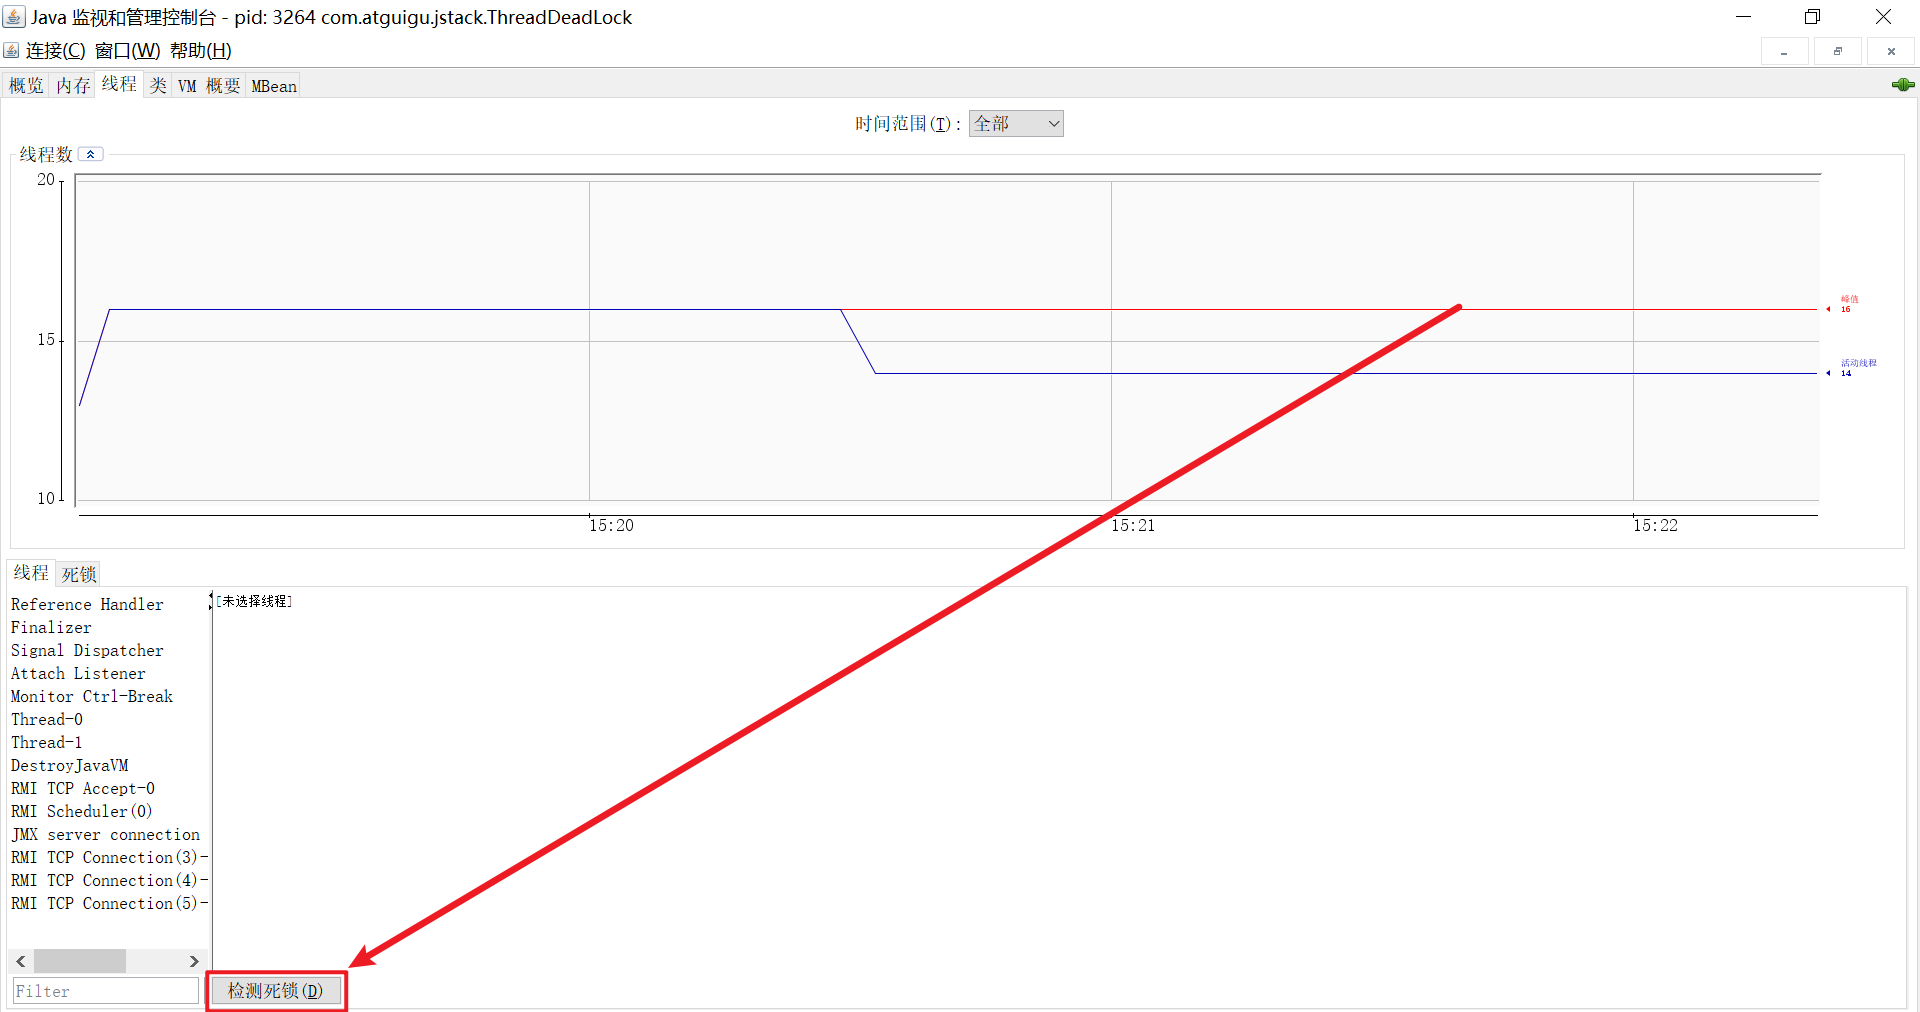 Java 监视和管理控制台 - pid: 3264 com.atguigu.jstack.ThreadDeadLock
连接(C) 窗口(W) 帮助(H)
概览 内存 线程 类 VM 概要 MBean
时间范围(T): 全部
线程数
20
15
10
峰值
16
活动线程
14
15:20 15:21 15:22
线程 死锁
Reference Handler
Finalizer
Signal Dispatcher
Attach Listener
Monitor Ctrl-Break
Thread-0
Thread-1
DestroyJavaVM
RMI TCP Accept-0
RMI Scheduler(0)
JMX server connection
RMI TCP Connection(3)-
RMI TCP Connection(4)-
RMI TCP Connection(5)-
[未选择线程]
Filter
检测死锁(D)